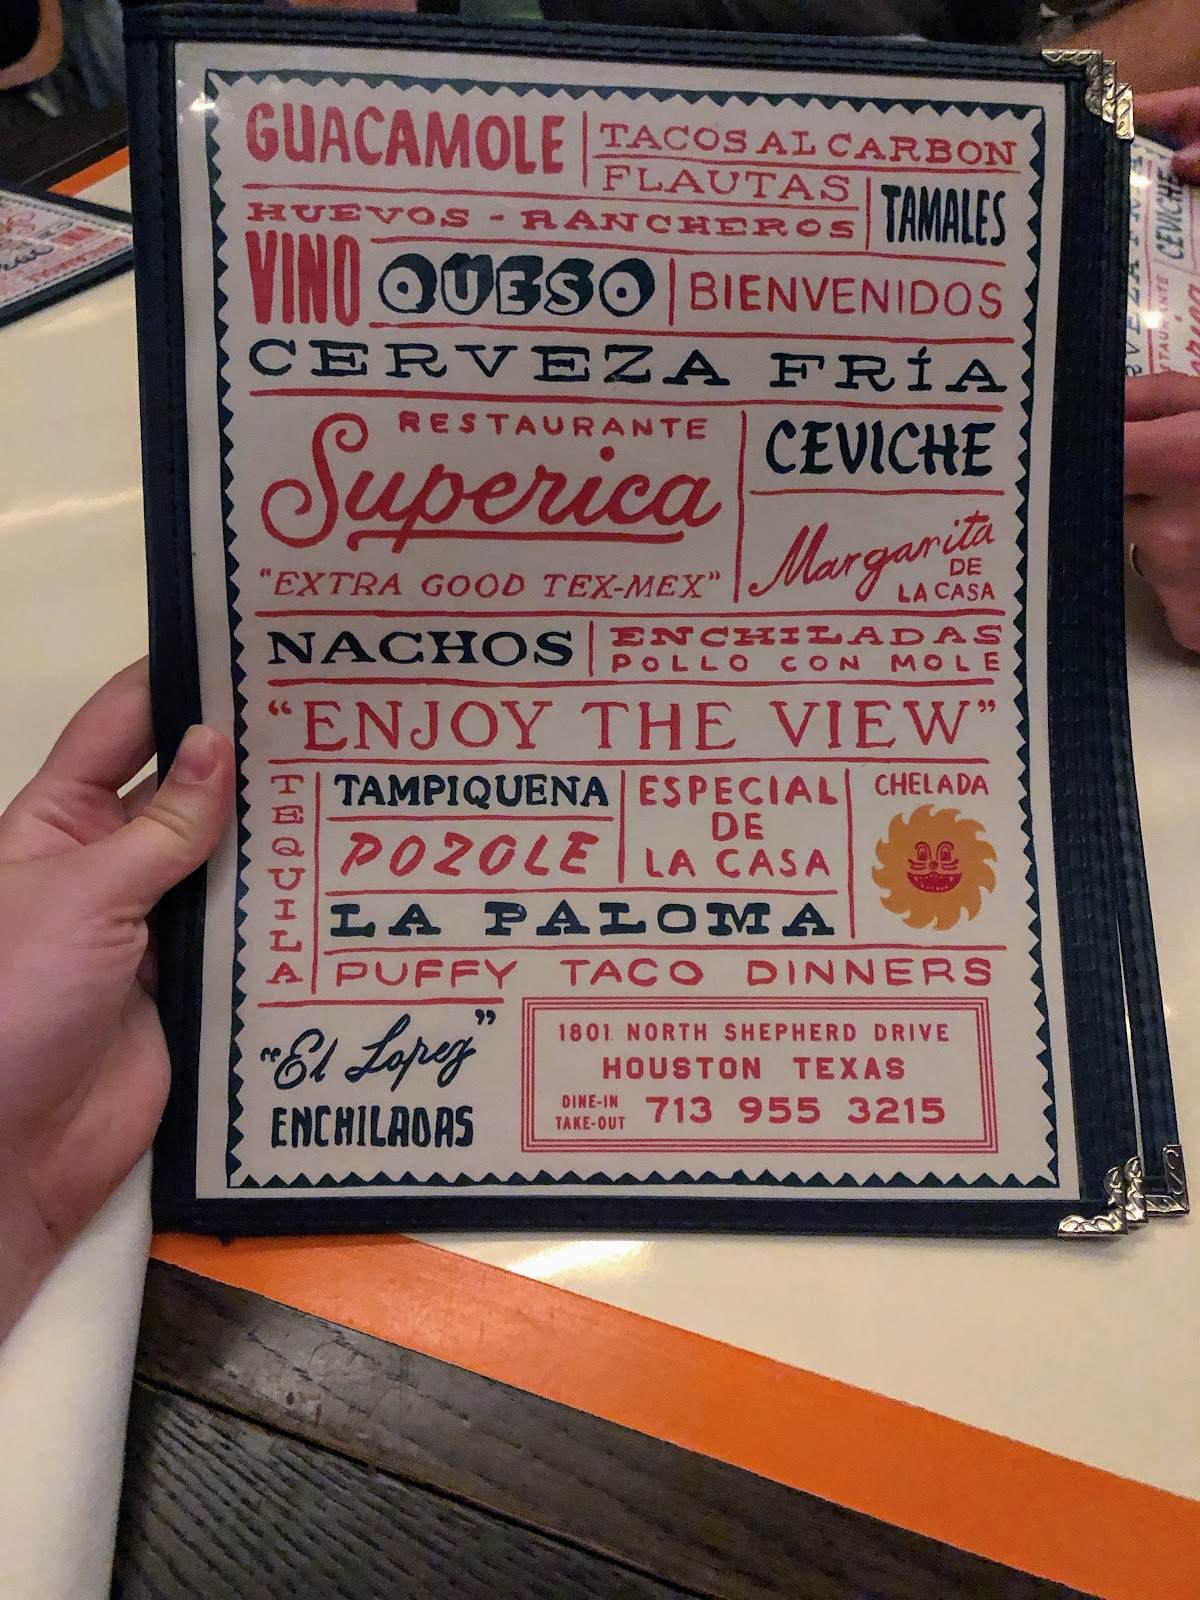 GUACAMOLE
TACOS AL CARBON
FLAUTAS
HUEVOS - RANCHEROS
TAMALES
VINO
QUESO
BIENVENIDOS
CERVEZA FRÍA
RESTAURANTE
Superica
"EXTRA GOOD TEX-MEX"
CEVICHE
Margarita
DE
LA CASA
NACHOS
ENCHILADAS
POLLO CON MOLE
"ENJOY THE VIEW"
TEQUILA
TAMPIQUENA
POZOLE
ESPECIAL
DE
LA CASA
CHELADA
LA PALOMA
PUFFY TACO DINNERS
"El Lopez"
ENCHILADAS
1801 NORTH SHEPHERD DRIVE
HOUSTON TEXAS
DINE-IN
TAKE-OUT
713 955 3215
CEVICHE